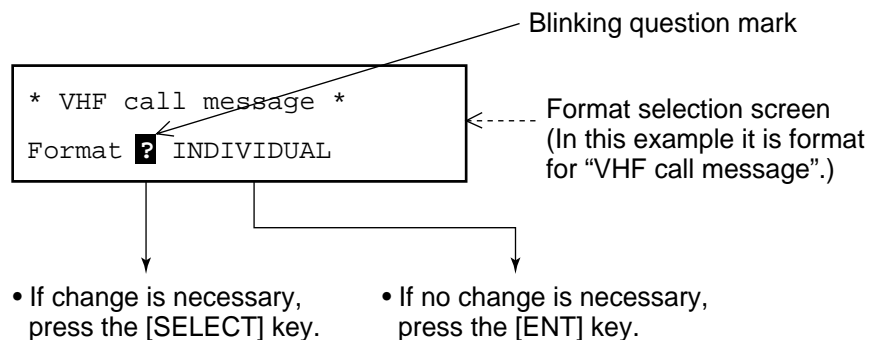 Blinking question mark
* VHF call message *
Format ? INDIVIDUAL
Format selection screen
(In this example it is format
for “VHF call message”.)
• If change is necessary,
press the [SELECT] key.
• If no change is necessary,
press the [ENT] key.